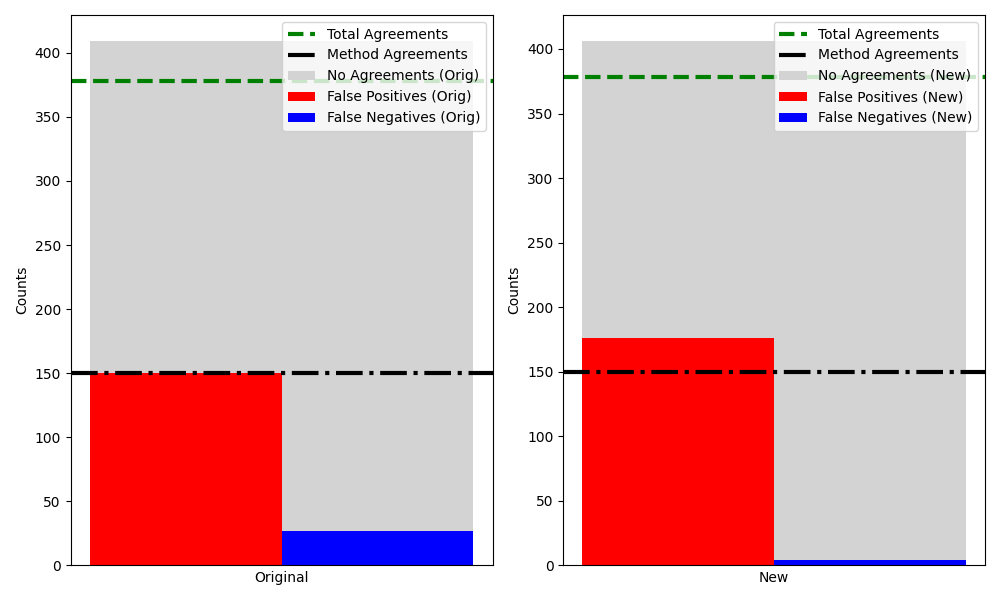 Counts
400
350
300
250
200
150
100
50
0
Original
Total Agreements
Method Agreements
No Agreements (Orig)
False Positives (Orig)
False Negatives (Orig)
Counts
400
350
300
250
200
150
100
50
0
New
Total Agreements
Method Agreements
No Agreements (New)
False Positives (New)
False Negatives (New)